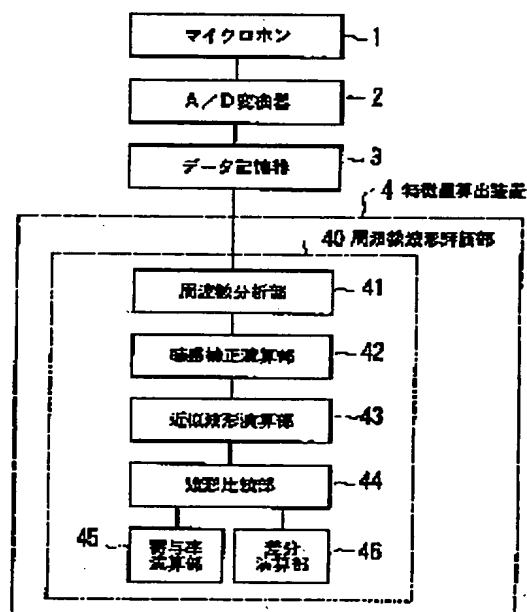 マイクロホン
1
A/D変換器
2
データ記憶器
3
4 特徴量算出装置
40 周波数波形評価部
周波数分析部
41
聴感補正演算部
42
近似波形演算部
43
波形比較部
44
45
寄与率
演算部
差分
演算部
46